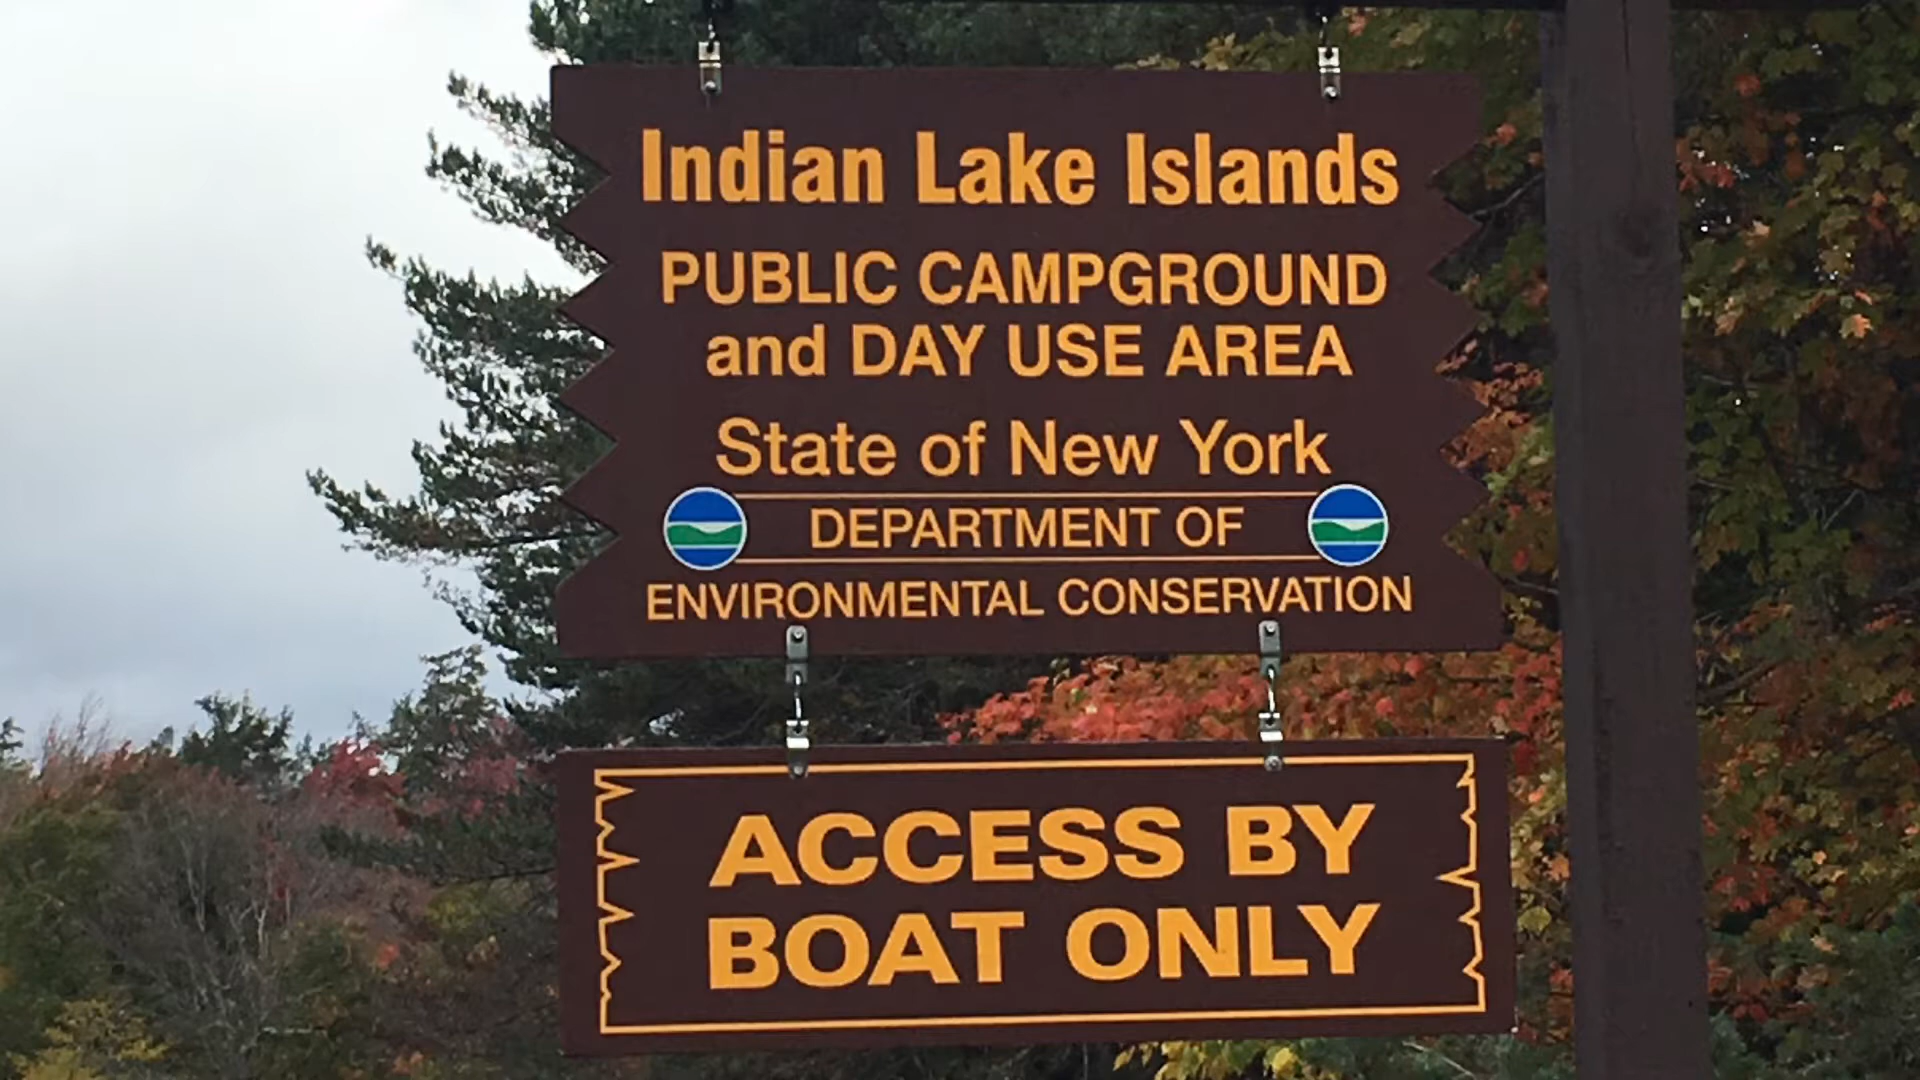 Indian Lake Islands
PUBLIC CAMPGROUND
and DAY USE AREA
State of New York
DEPARTMENT OF
ENVIRONMENTAL CONSERVATION
ACCESS BY
BOAT ONLY